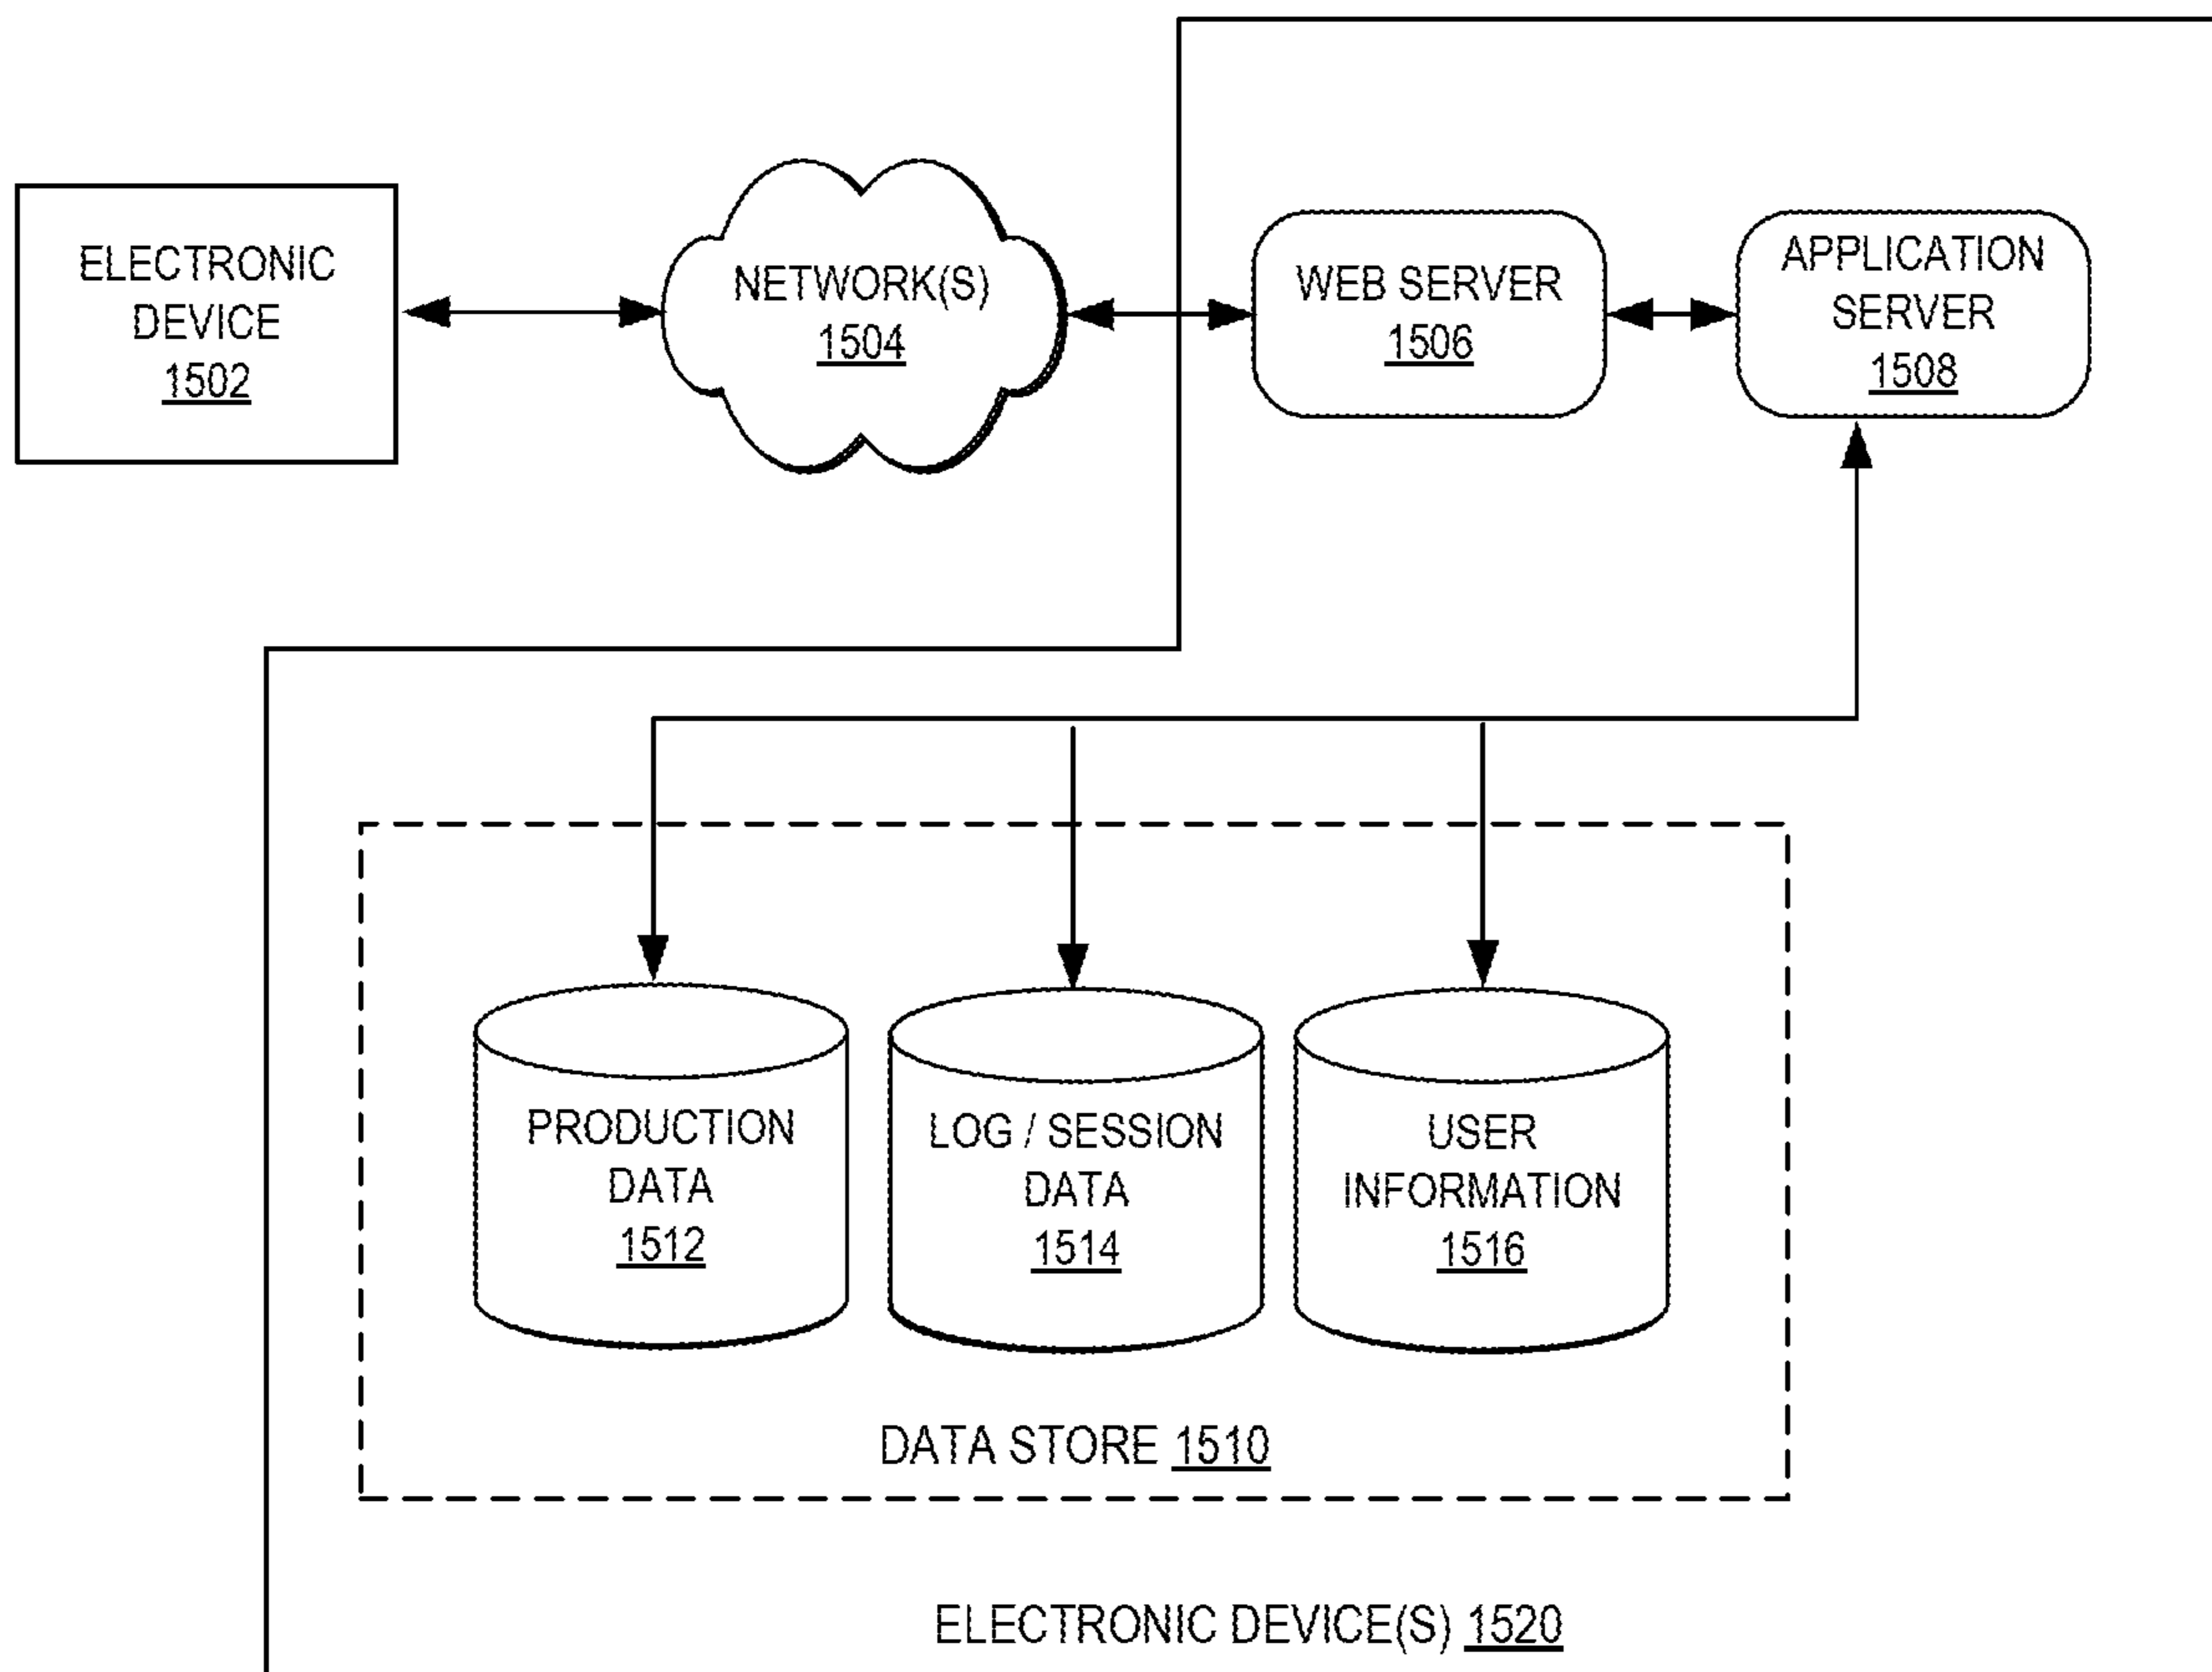 ELECTRONIC
DEVICE
1502
NETWORK(S)
1504
WEB SERVER
1506
APPLICATION
SERVER
1508
PRODUCTION
DATA
1512
LOG / SESSION
DATA
1514
USER
INFORMATION
1516
DATA STORE 1510
ELECTRONIC DEVICE(S) 1520